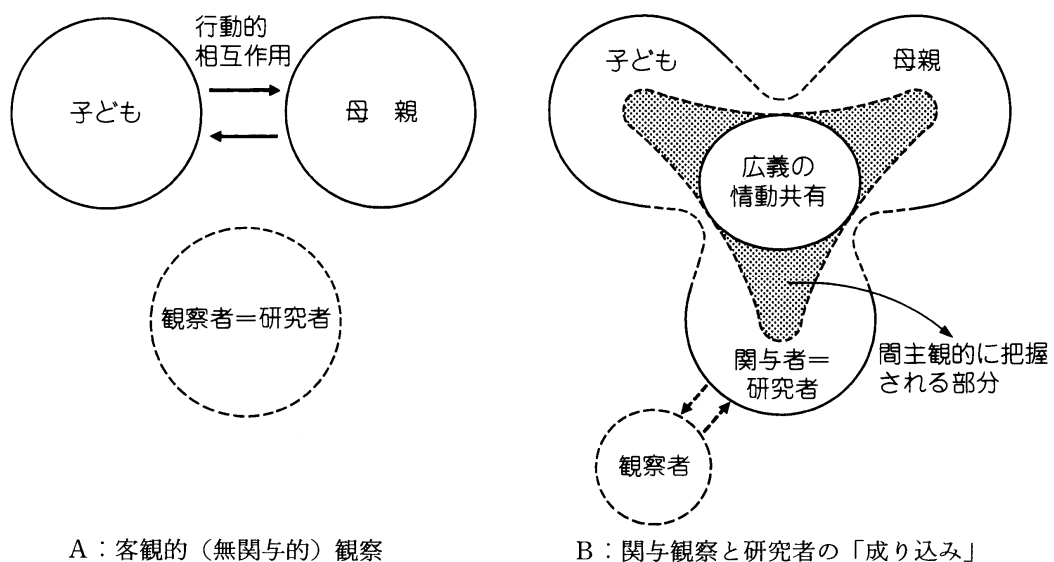 行動的
相互作用
子ども
母 親
観察者＝研究者
A：客観的（無関与的）観察
子ども
母親
広義の
情動共有
関与者＝
研究者
間主観的に把握
される部分
観察者
B：関与観察と研究者の「成り込み」